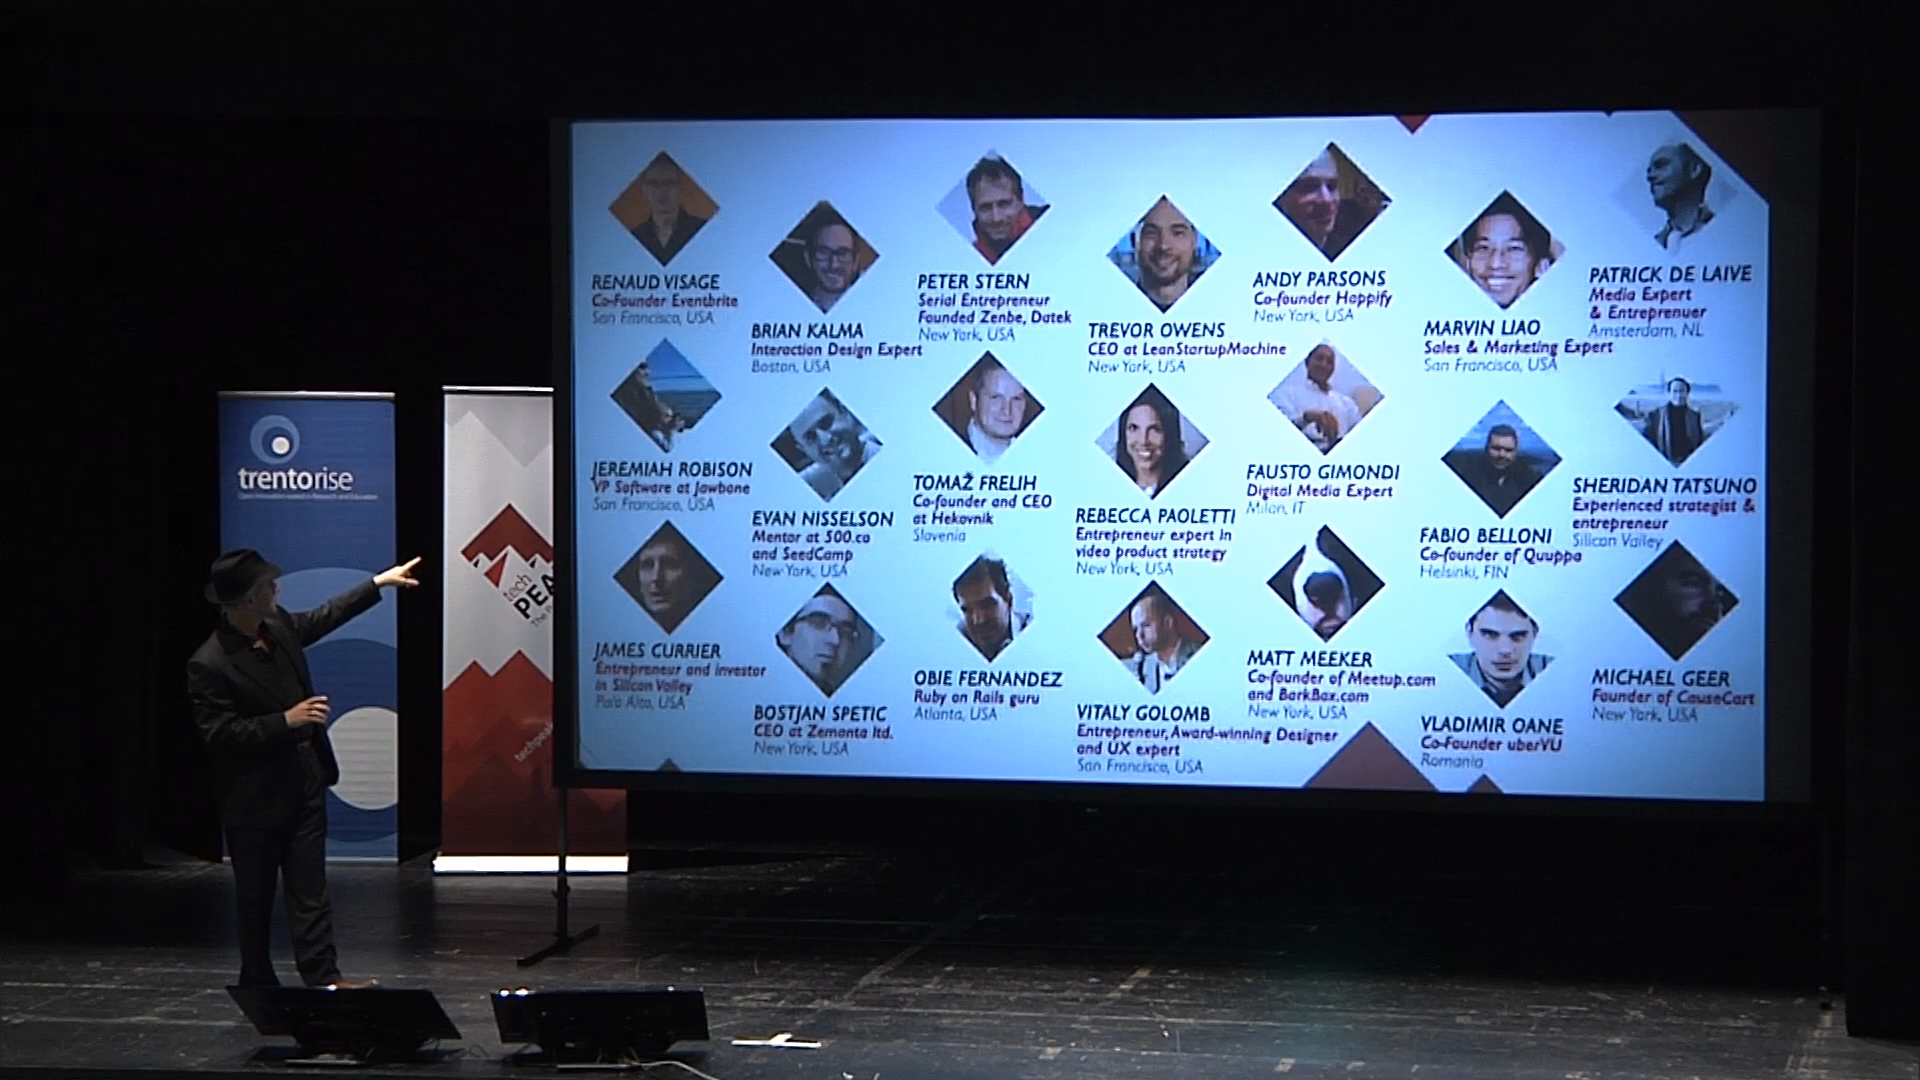 trentorise
tech
PEA
RENAUD VISAGE
Co-Founder Eventbrite
San Francisco, USA
BRIAN KALMA
Interaction Design Expert
Boston, USA
PETER STERN
Serial Entrepreneur
Founded Zenbe, Datek
New York, USA
TREVOR OWENS
CEO at LeanStartupMachine
New York, USA
ANDY PARSONS
Co-founder Happify
New York, USA
MARVIN LIAO
Sales & Marketing Expert
San Francisco, USA
PATRICK DE LAIVE
Media Expert
& Entreprenuer
Amsterdam, NL
JEREMIAH ROBISON
VP Software at Jawbone
San Francisco, USA
EVAN NISSELSON
Mentor at 500.co
and SeedCamp
New York, USA
TOMAŽ FRELIH
Co-founder and CEO
at Hekovnik
Slovenia
REBECCA PAOLETTI
Entrepreneur expert in
video product strategy
New York, USA
FAUSTO GIMONDI
Digital Media Expert
Milan, IT
FABIO BELLONI
Co-founder of Quuppa
Helsinki, FIN
SHERIDAN TATSUNO
Experienced strategist &
entrepreneur
Silicon Valley
JAMES CURRIER
Entrepreneur and investor
in Silicon Valley
Palo Alto, USA
BOSTJAN SPETIC
CEO at Zemanta ltd.
New York, USA
OBIE FERNANDEZ
Ruby on Rails guru
Atlanta, USA
VITALY GOLOMB
Entrepreneur, Award-winning Designer
and UX expert
San Francisco, USA
MATT MEEKER
Co-founder of Meetup.com
and BarkBox.com
New York, USA
VLADIMIR OANE
Co-Founder uberVU
Romania
MICHAEL GEER
Founder of CauseCart
New York, USA